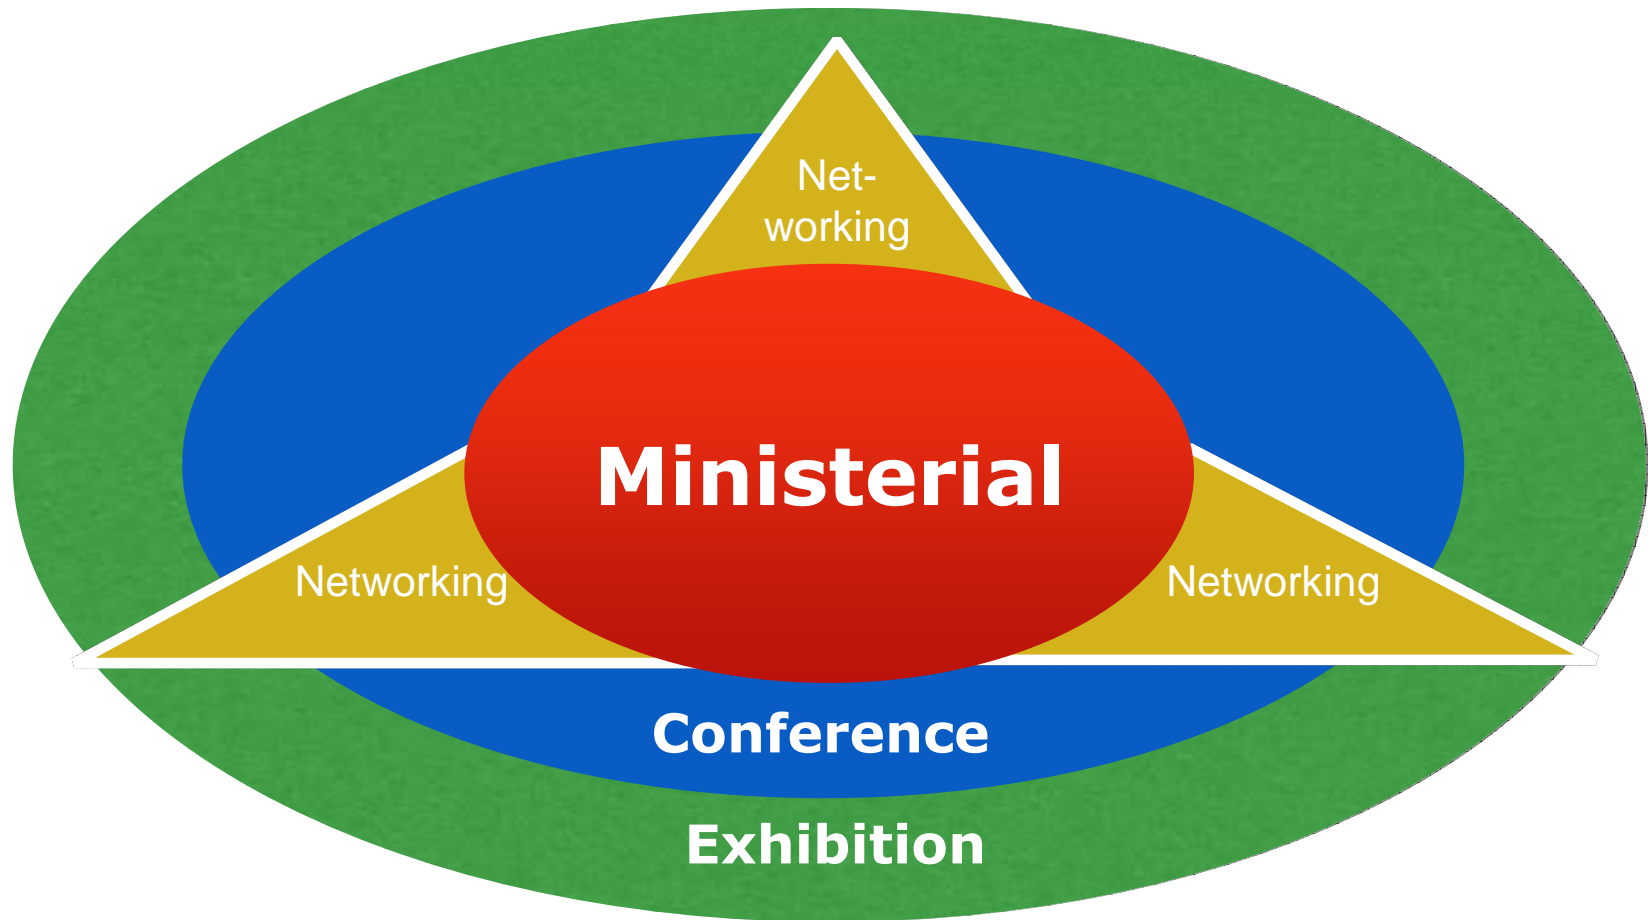 Net-
working
Ministerial
Networking
Networking
Conference
Exhibition